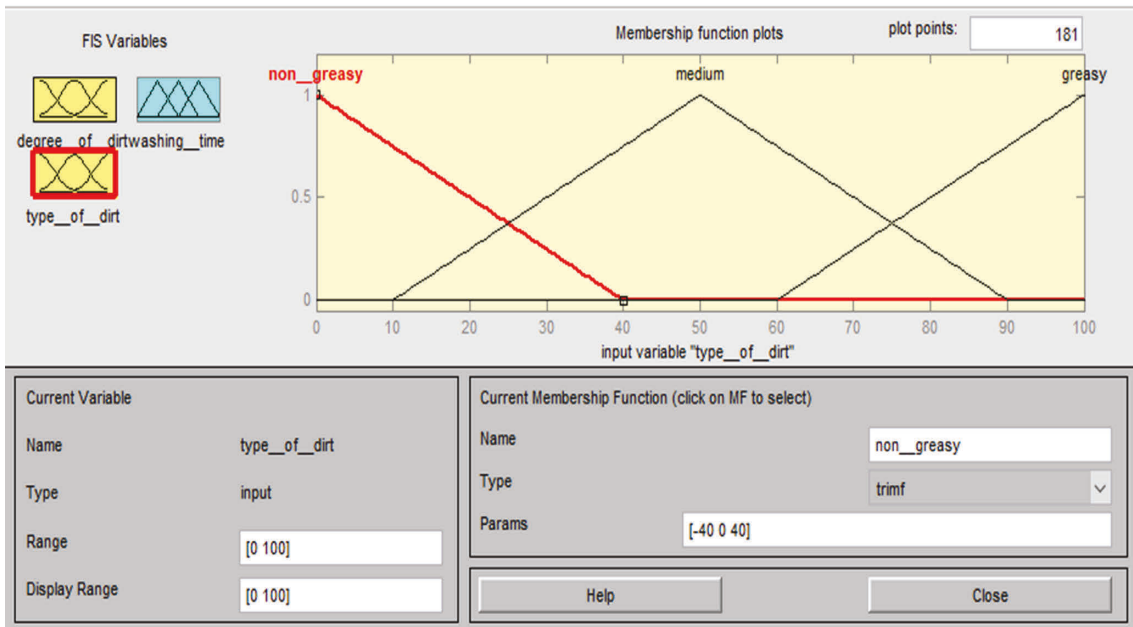 FIS Variables
Membership function plots
plot points:
181
non__greasy
medium
greasy
degree__of__dirtwashing__time
type__of__dirt
1
0.5
0
0 10 20 30 40 50 60 70 80 90 100
input variable "type__of__dirt"
Current Variable
Name type__of__dirt
Type input
Range [0 100]
Display Range [0 100]
Current Membership Function (click on MF to select)
Name non__greasy
Type trimf
Params [-40 0 40]
Help Close